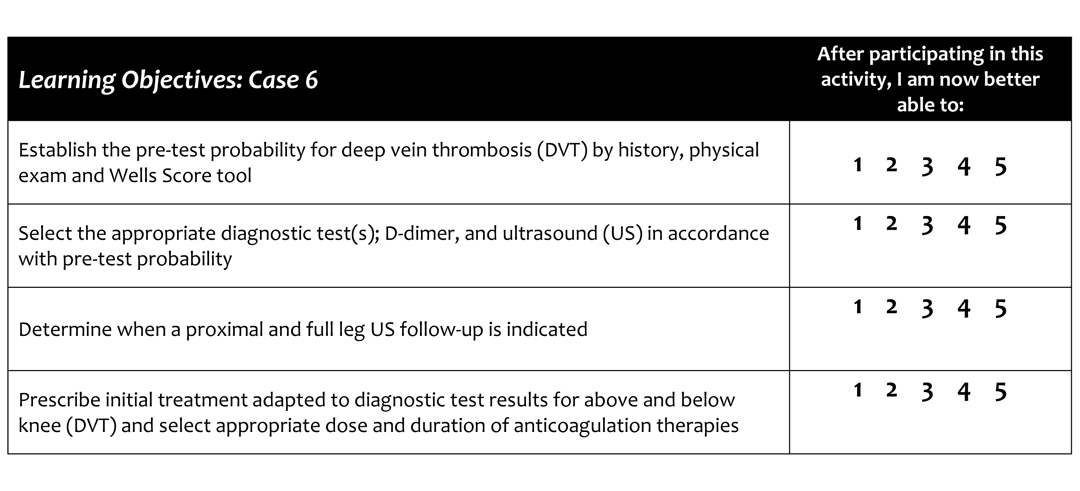 Learning Objectives: Case 6
After participating in this
activity, I am now better
able to:
Establish the pre-test probability for deep vein thrombosis (DVT) by history, physical
exam and Wells Score tool
1 2 3 4 5
Select the appropriate diagnostic test(s); D-dimer, and ultrasound (US) in accordance
with pre-test probability
1 2 3 4 5
Determine when a proximal and full leg US follow-up is indicated
1 2 3 4 5
Prescribe initial treatment adapted to diagnostic test results for above and below
knee (DVT) and select appropriate dose and duration of anticoagulation therapies
1 2 3 4 5